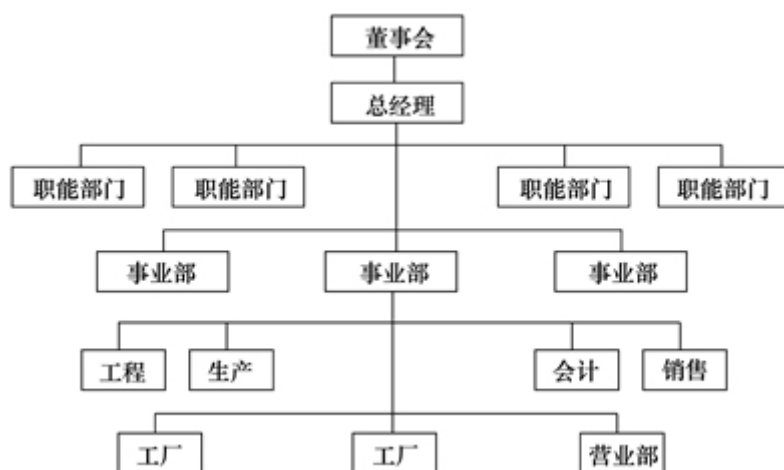 董事会
总经理
职能部门 职能部门 职能部门 职能部门
事业部 事业部 事业部
工程 生产 会计 销售
工厂 工厂 营业部